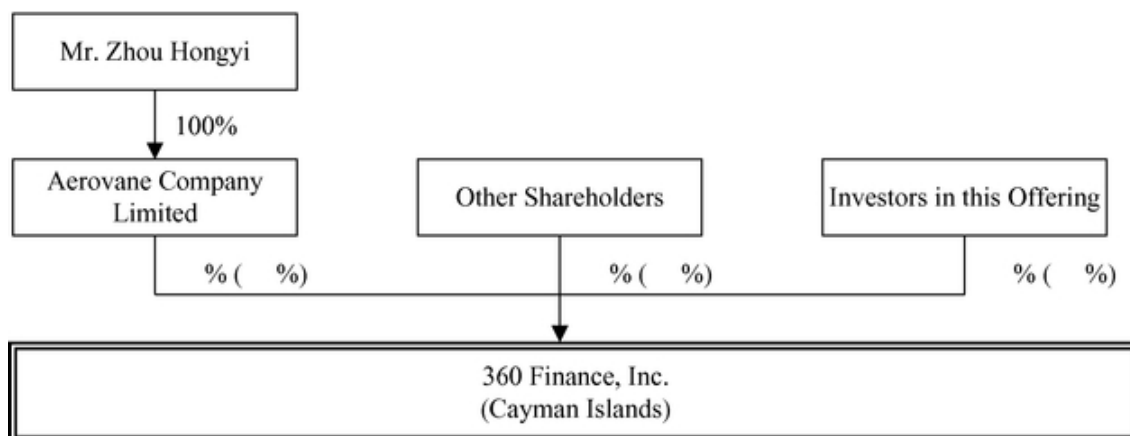 Mr. Zhou Hongyi
100%
Aerovane Company
Limited
Other Shareholders
Investors in this Offering
% ( %)
% ( %)
% ( %)
360 Finance, Inc.
(Cayman Islands)